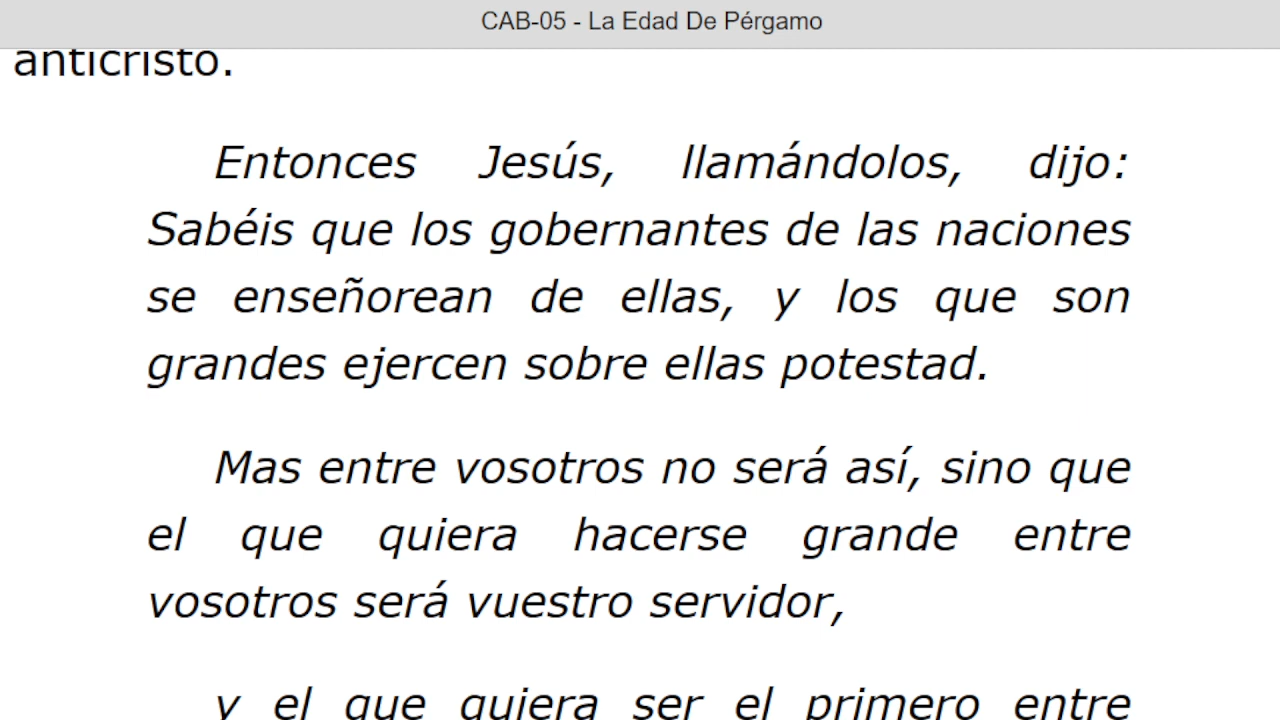 CAB-05 - La Edad De Pérgamo
anticristo.
Entonces Jesús, llamándolos, dijo:
Sabéis que los gobernantes de las naciones
se enseñorean de ellas, y los que son
grandes ejercen sobre ellas potestad.
Mas entre vosotros no será así, sino que
el que quiera hacerse grande entre
vosotros será vuestro servidor,
y el que quiera ser el primero entre